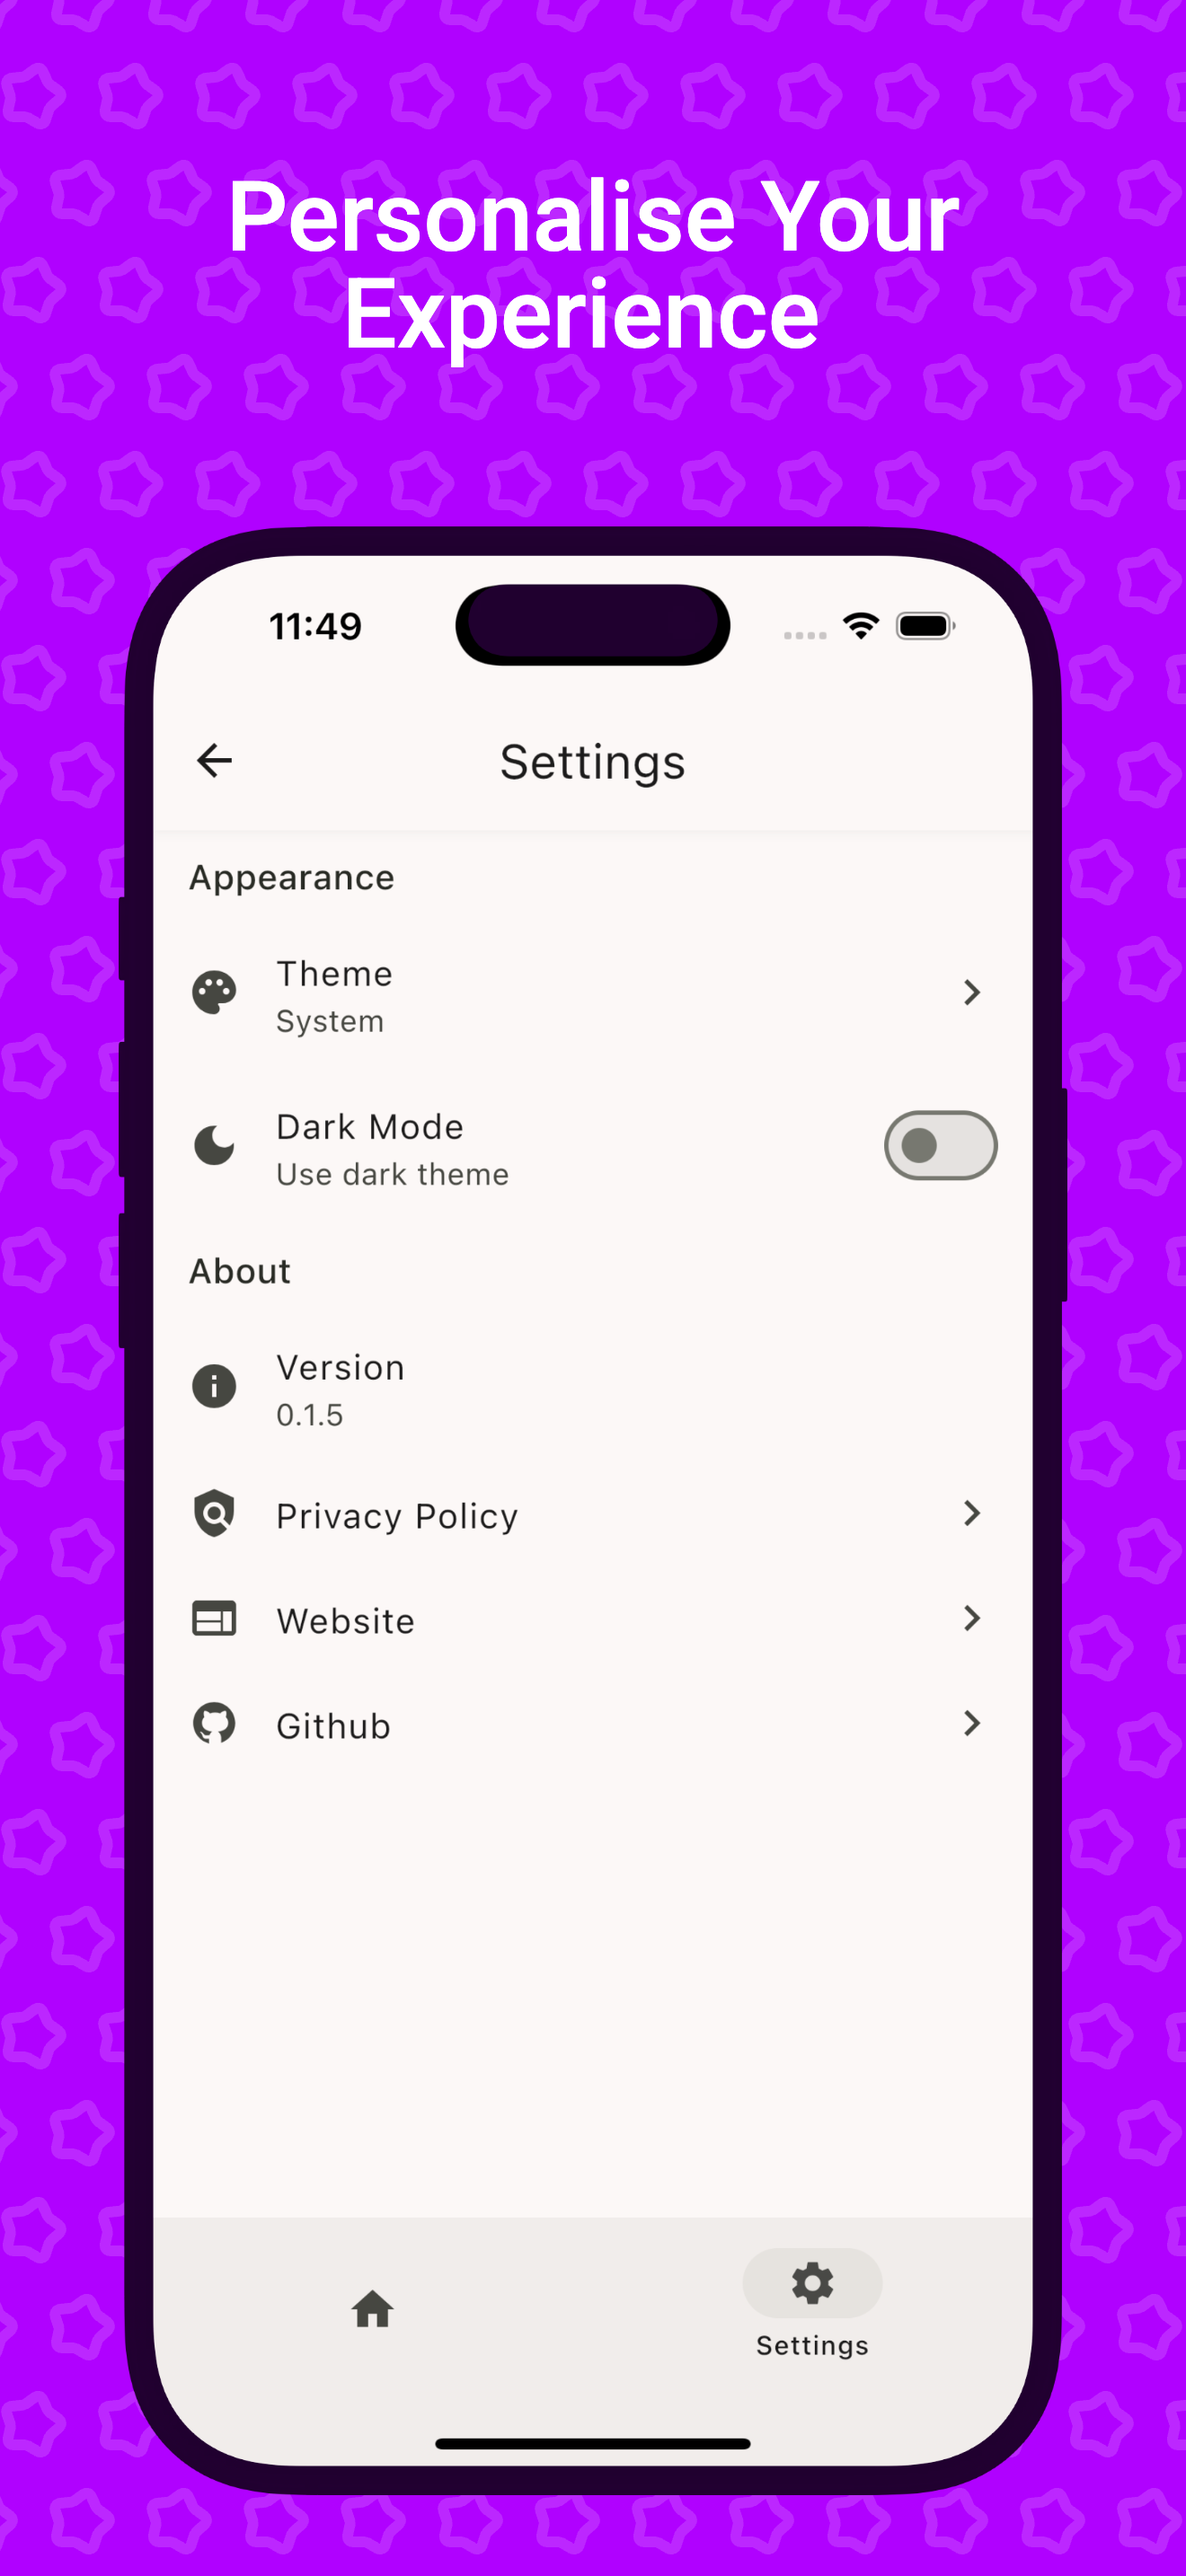 Personalise Your
Experience
11:49
Settings
Appearance
Theme
System
Dark Mode
Use dark theme
About
Version
0.1.5
Privacy Policy
Website
Github
Settings